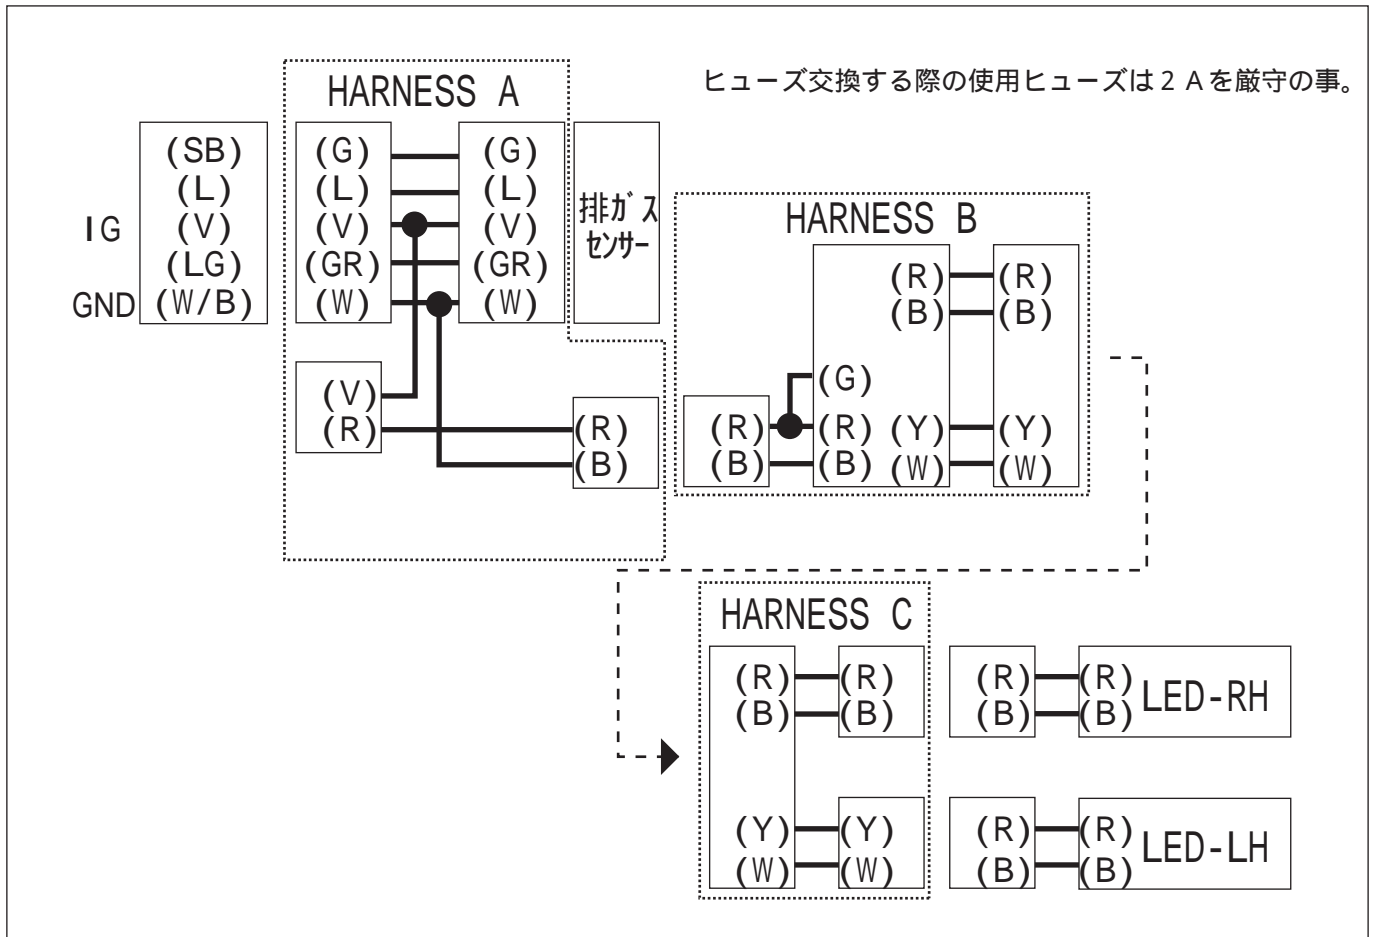 ヒューズ交換する際の使用ヒューズは2Aを厳守の事。
HARNESS A
(SB)
(L)
IG (V)
(LG)
GND (W/B)
(G) (G)
(L) (L)
(V) (V)
(GR) (GR)
(W) (W)
排ガス
センサー
(V)
(R)
(R)
(B)
HARNESS B
(R) (R)
(B) (B)
(G)
(R) (R) (Y) (Y)
(B) (B) (W) (W)
HARNESS C
(R) (R)
(B) (B)
(Y) (Y)
(W) (W)
(R) (R)
(B) (B)
LED-RH
(R) (R)
(B) (B)
LED-LH